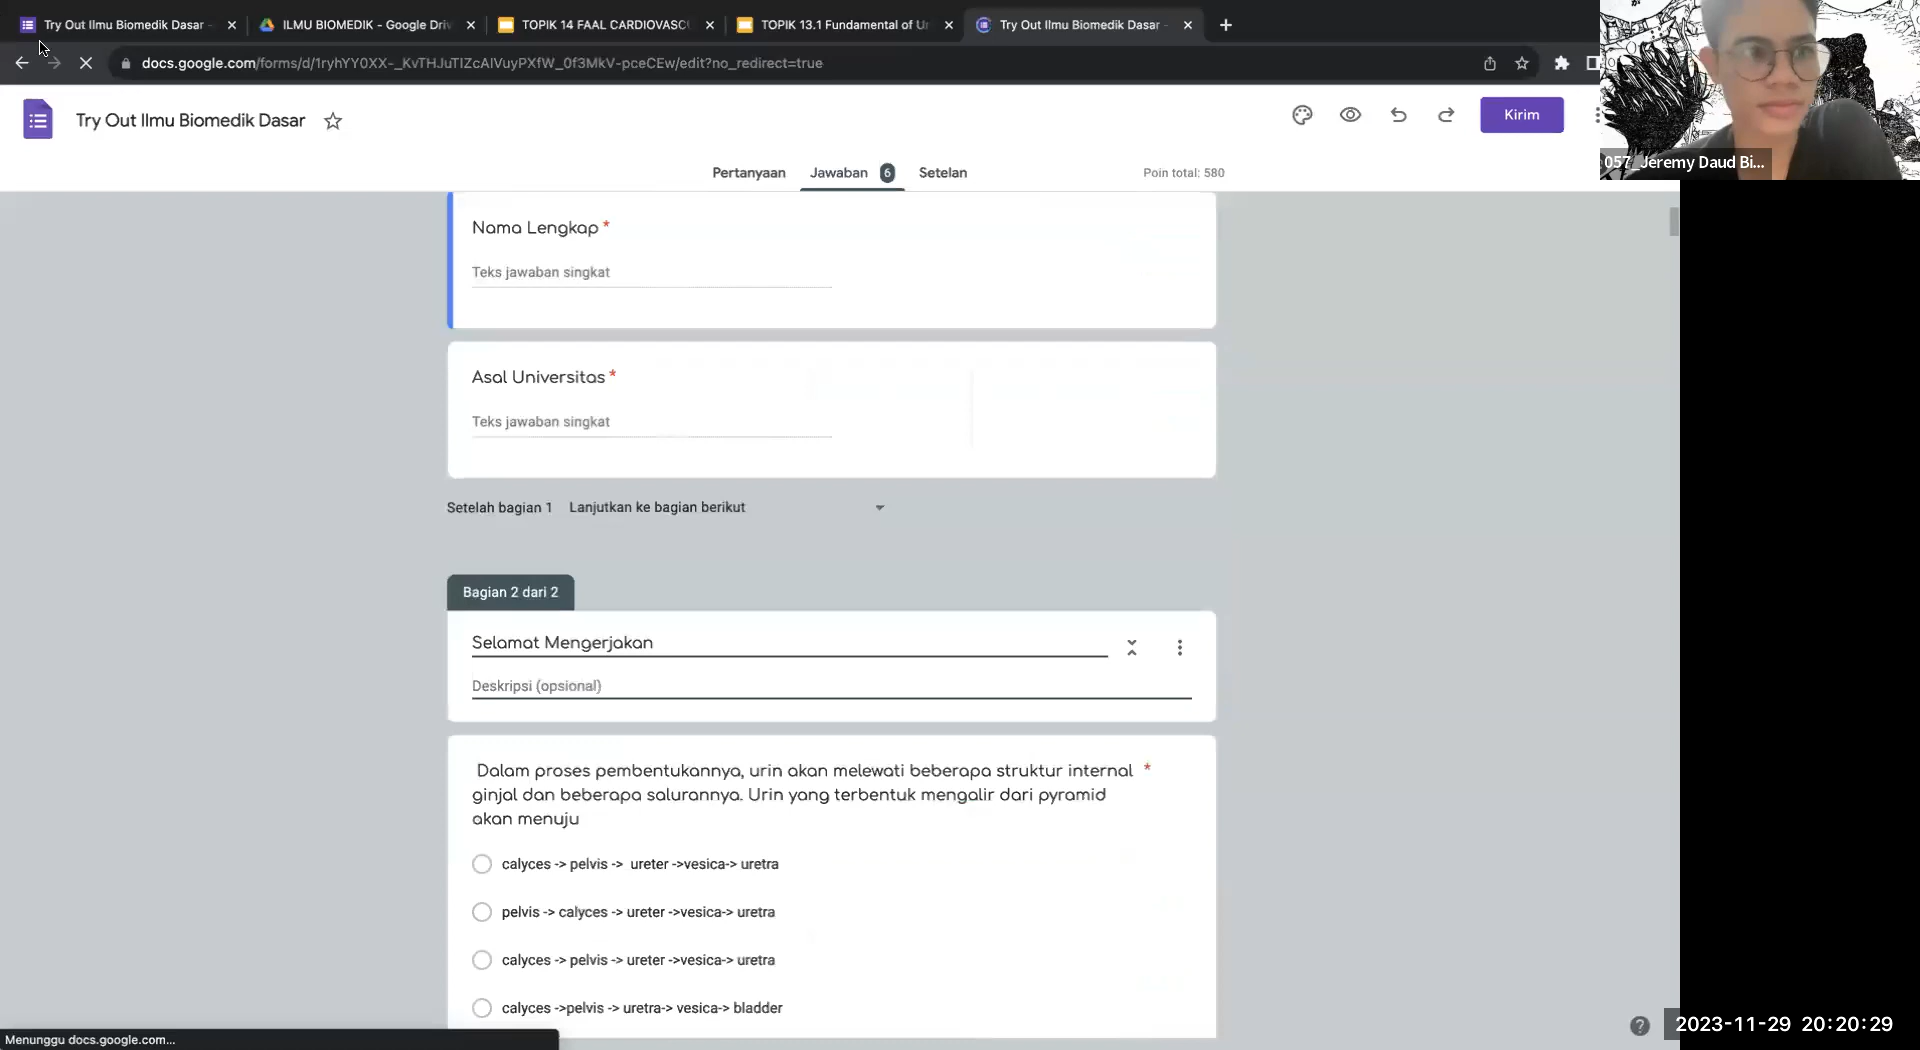 Try Out Ilmu Biomedik Dasar -
ILMU BIOMEDIK - Google Driv
TOPIK 14 FAAL CARDIOVASCU
TOPIK 13.1 Fundamental of Ur
Try Out Ilmu Biomedik Dasar -
docs.google.com/forms/d/1ryhYY0XX-_KvTHJuTIZcAIVuyPXfW_0f3MkV-pceCEw/edit?no_redirect=true
Try Out Ilmu Biomedik Dasar
Kirim
057_Jeremy Daud Bi...
Pertanyaan
Jawaban 6
Setelan
Poin total: 580
Nama Lengkap *
Teks jawaban singkat
Asal Universitas *
Teks jawaban singkat
Setelah bagian 1 Lanjutkan ke bagian berikut
Bagian 2 dari 2
Selamat Mengerjakan
Deskripsi (opsional)
Dalam proses pembentukannya, urin akan melewati beberapa struktur internal *
ginjal dan beberapa salurannya. Urin yang terbentuk mengalir dari pyramid
akan menuju
calyces -> pelvis -> ureter ->vesica-> uretra
pelvis -> calyces -> ureter ->vesica-> uretra
calyces -> pelvis -> ureter ->vesica-> uretra
calyces ->pelvis -> uretra-> vesica-> bladder
Menunggu docs.google.com...
2023-11-29 20:20:29